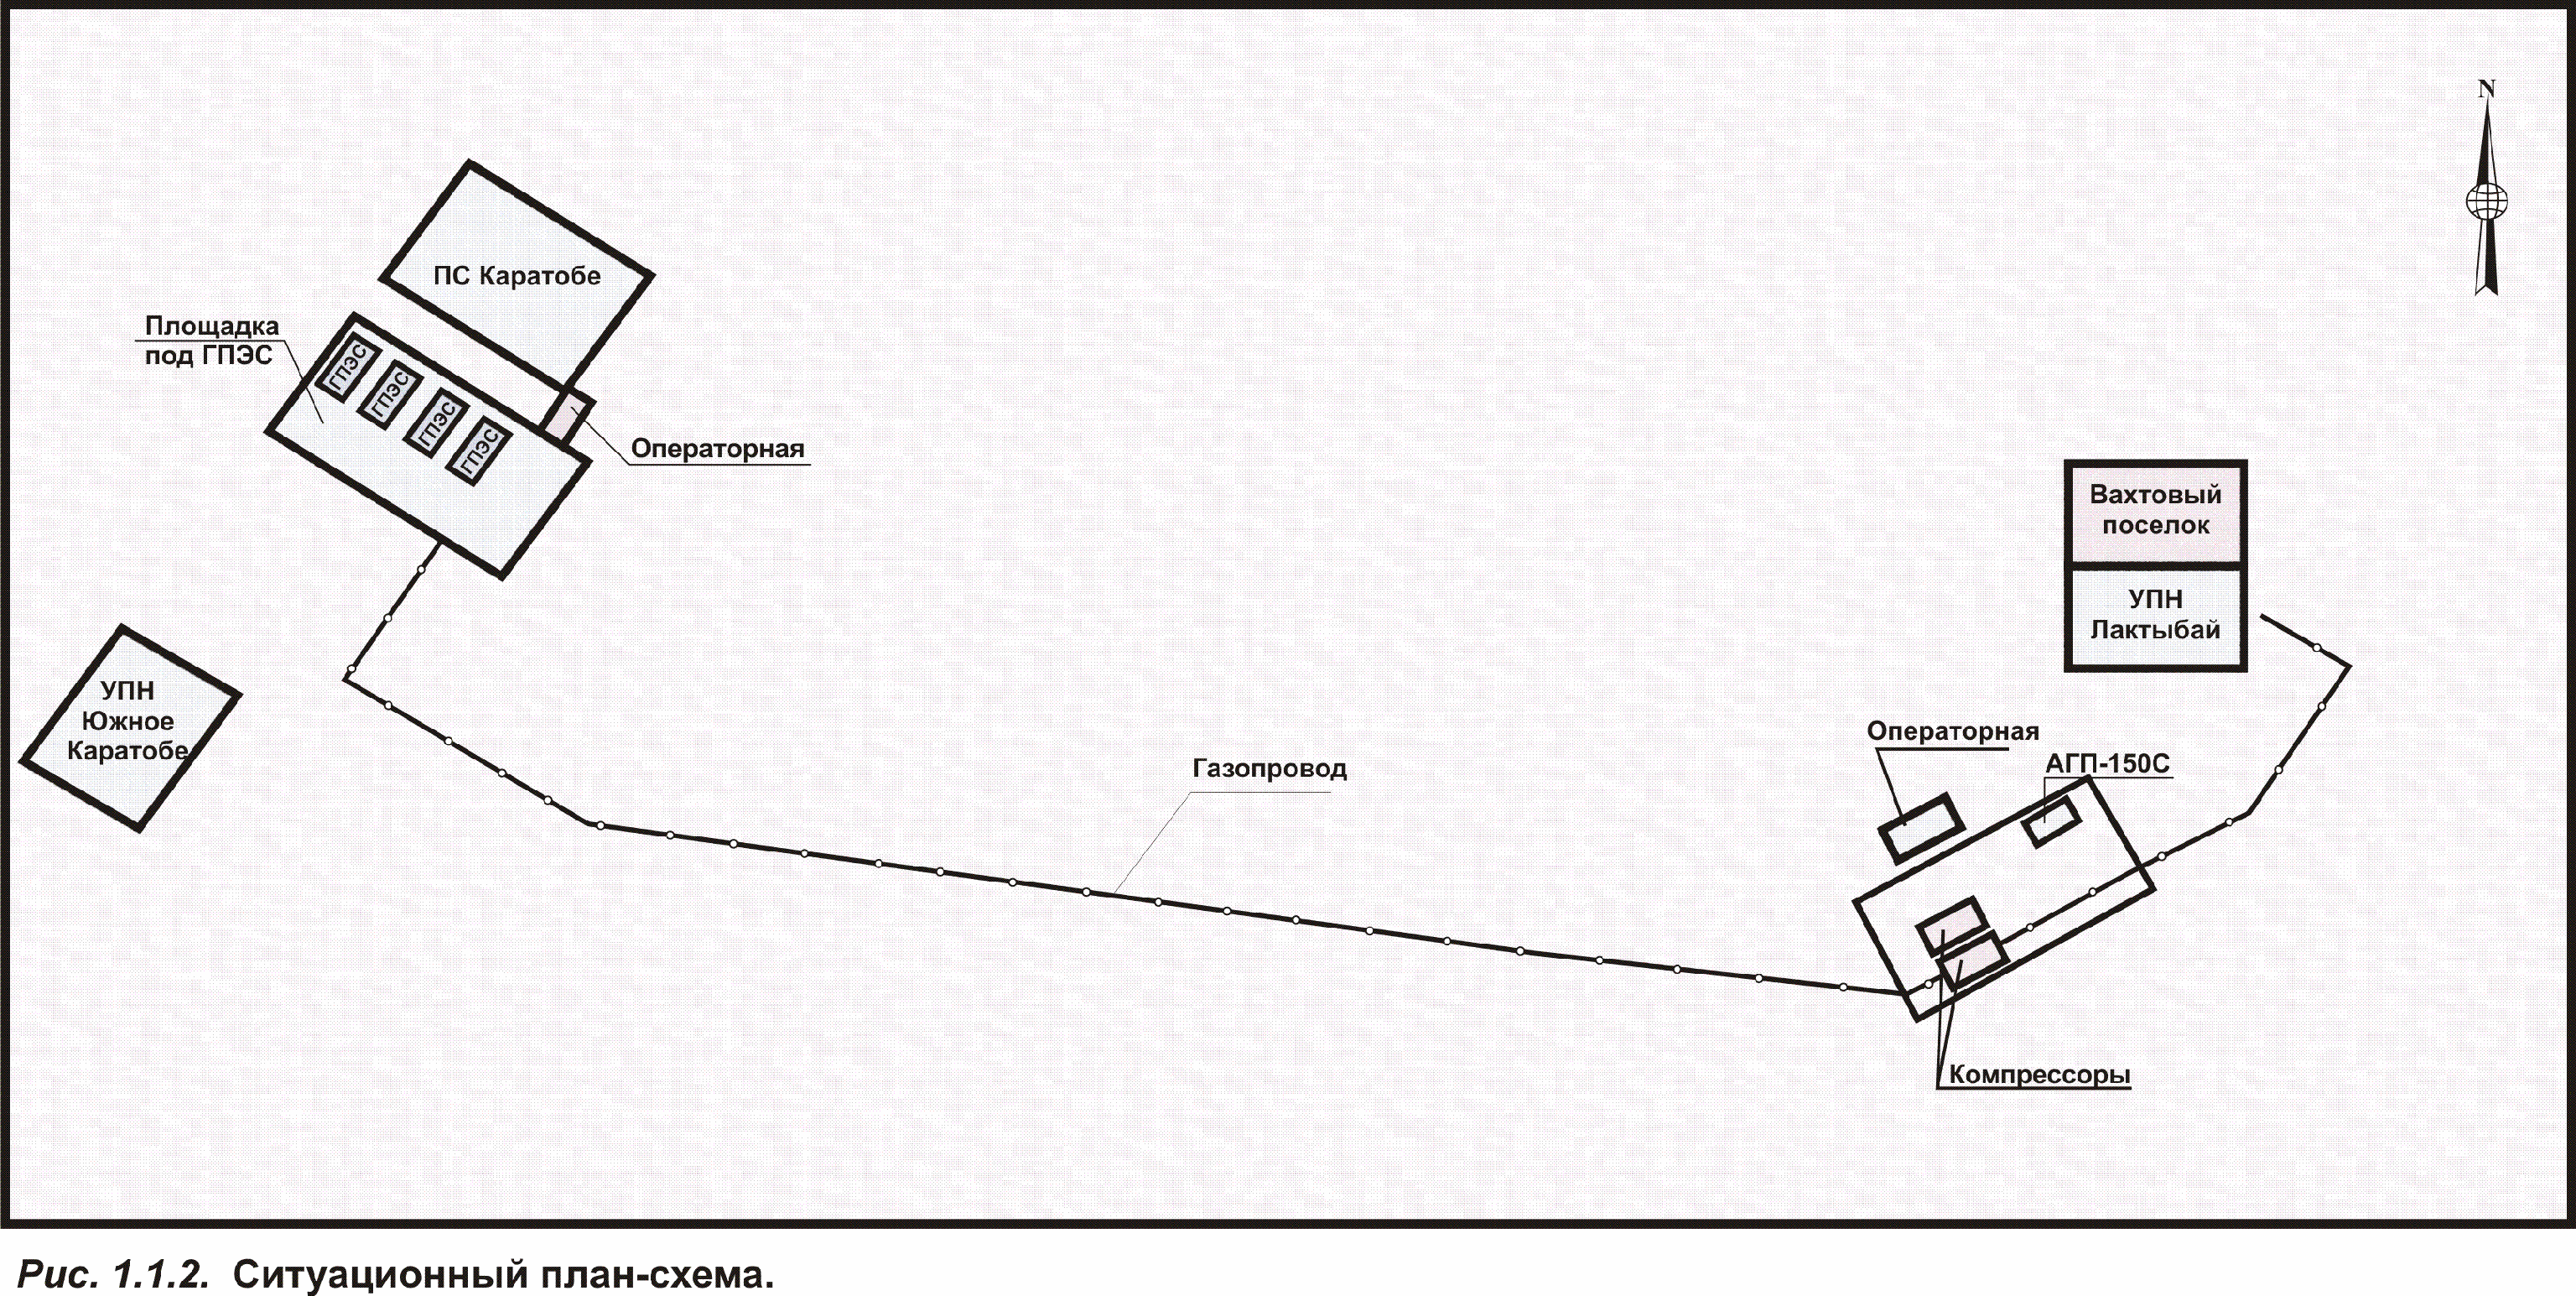 N
ПС Каратобе
Площадка
под ГПЭС
ГПЭС
ГПЭС
ГПЭС
ГПЭС
Операторная
Вахтовый
поселок
УПН
Лактыбай
УПН
Южное
Каратобе
Операторная
АГП-150С
Газопровод
Компрессоры
Рис. 1.1.2. Ситуационный план-схема.